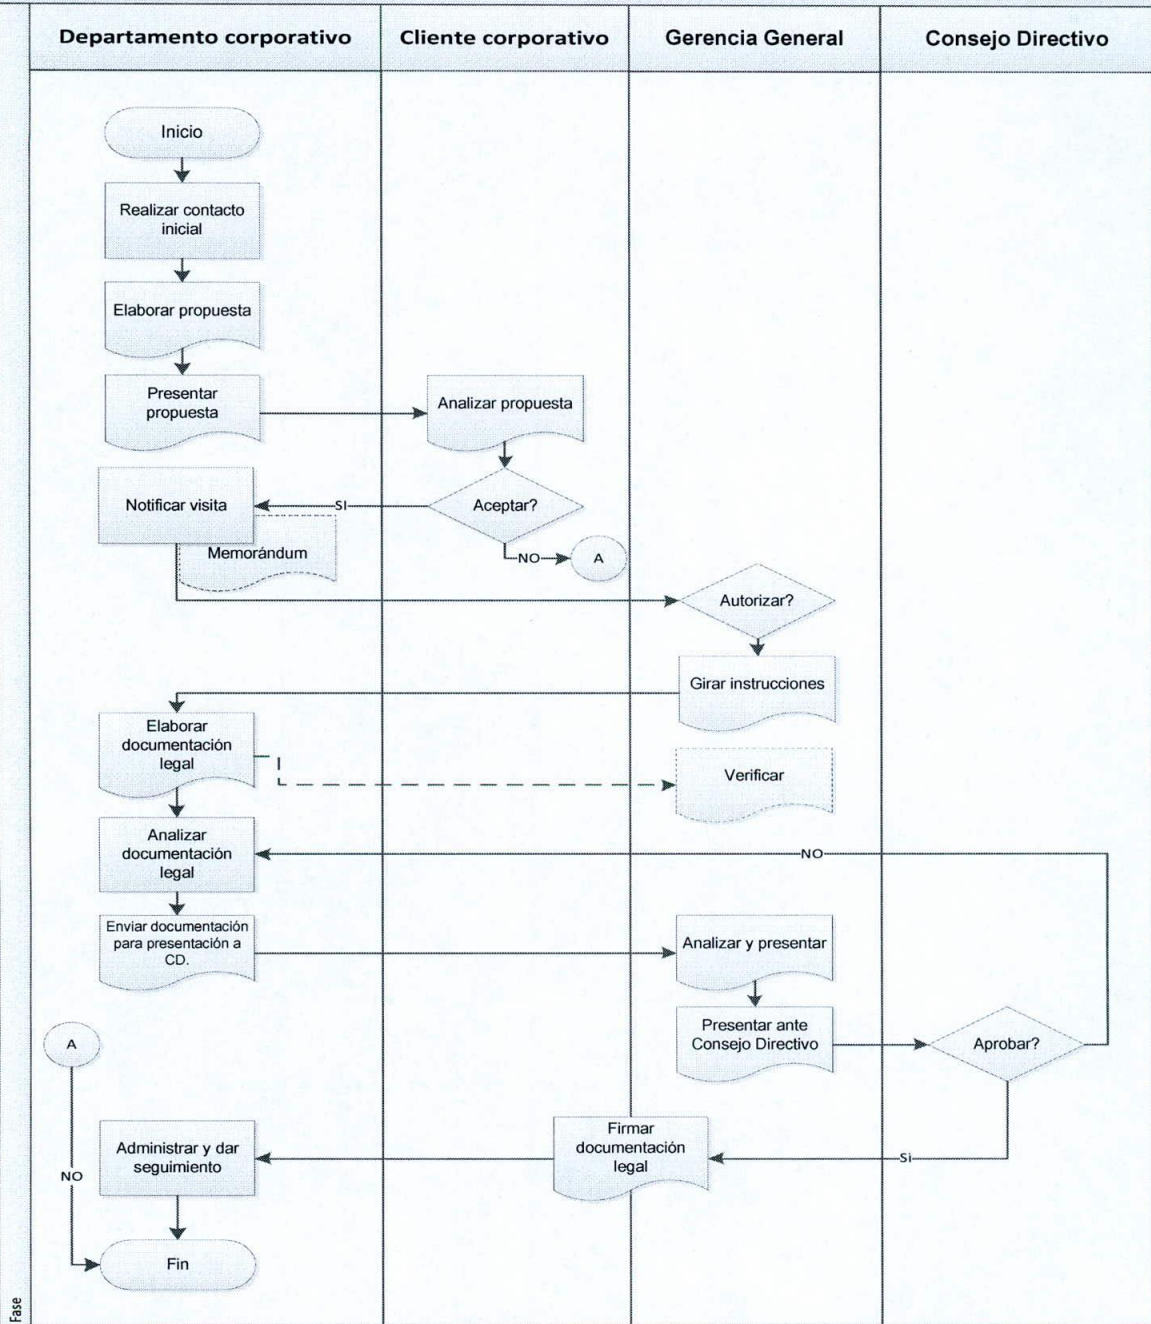 Departamento corporativo
Cliente corporativo
Gerencia General
Consejo Directivo
Inicio
Realizar contacto
inicial
Elaborar propuesta
Presentar
propuesta
Analizar propuesta
Notificar visita
SI
Aceptar?
Memorándum
NO
A
Autorizar?
Girar instrucciones
Elaborar
documentación
legal
Verificar
Analizar
documentación
legal
NO
Enviar documentación
para presentación a
CD.
Analizar y presentar
A
Presentar ante
Consejo Directivo
Aprobar?
Firmar
documentación
legal
Si
Administrar y dar
seguimiento
NO
Fin
Fase